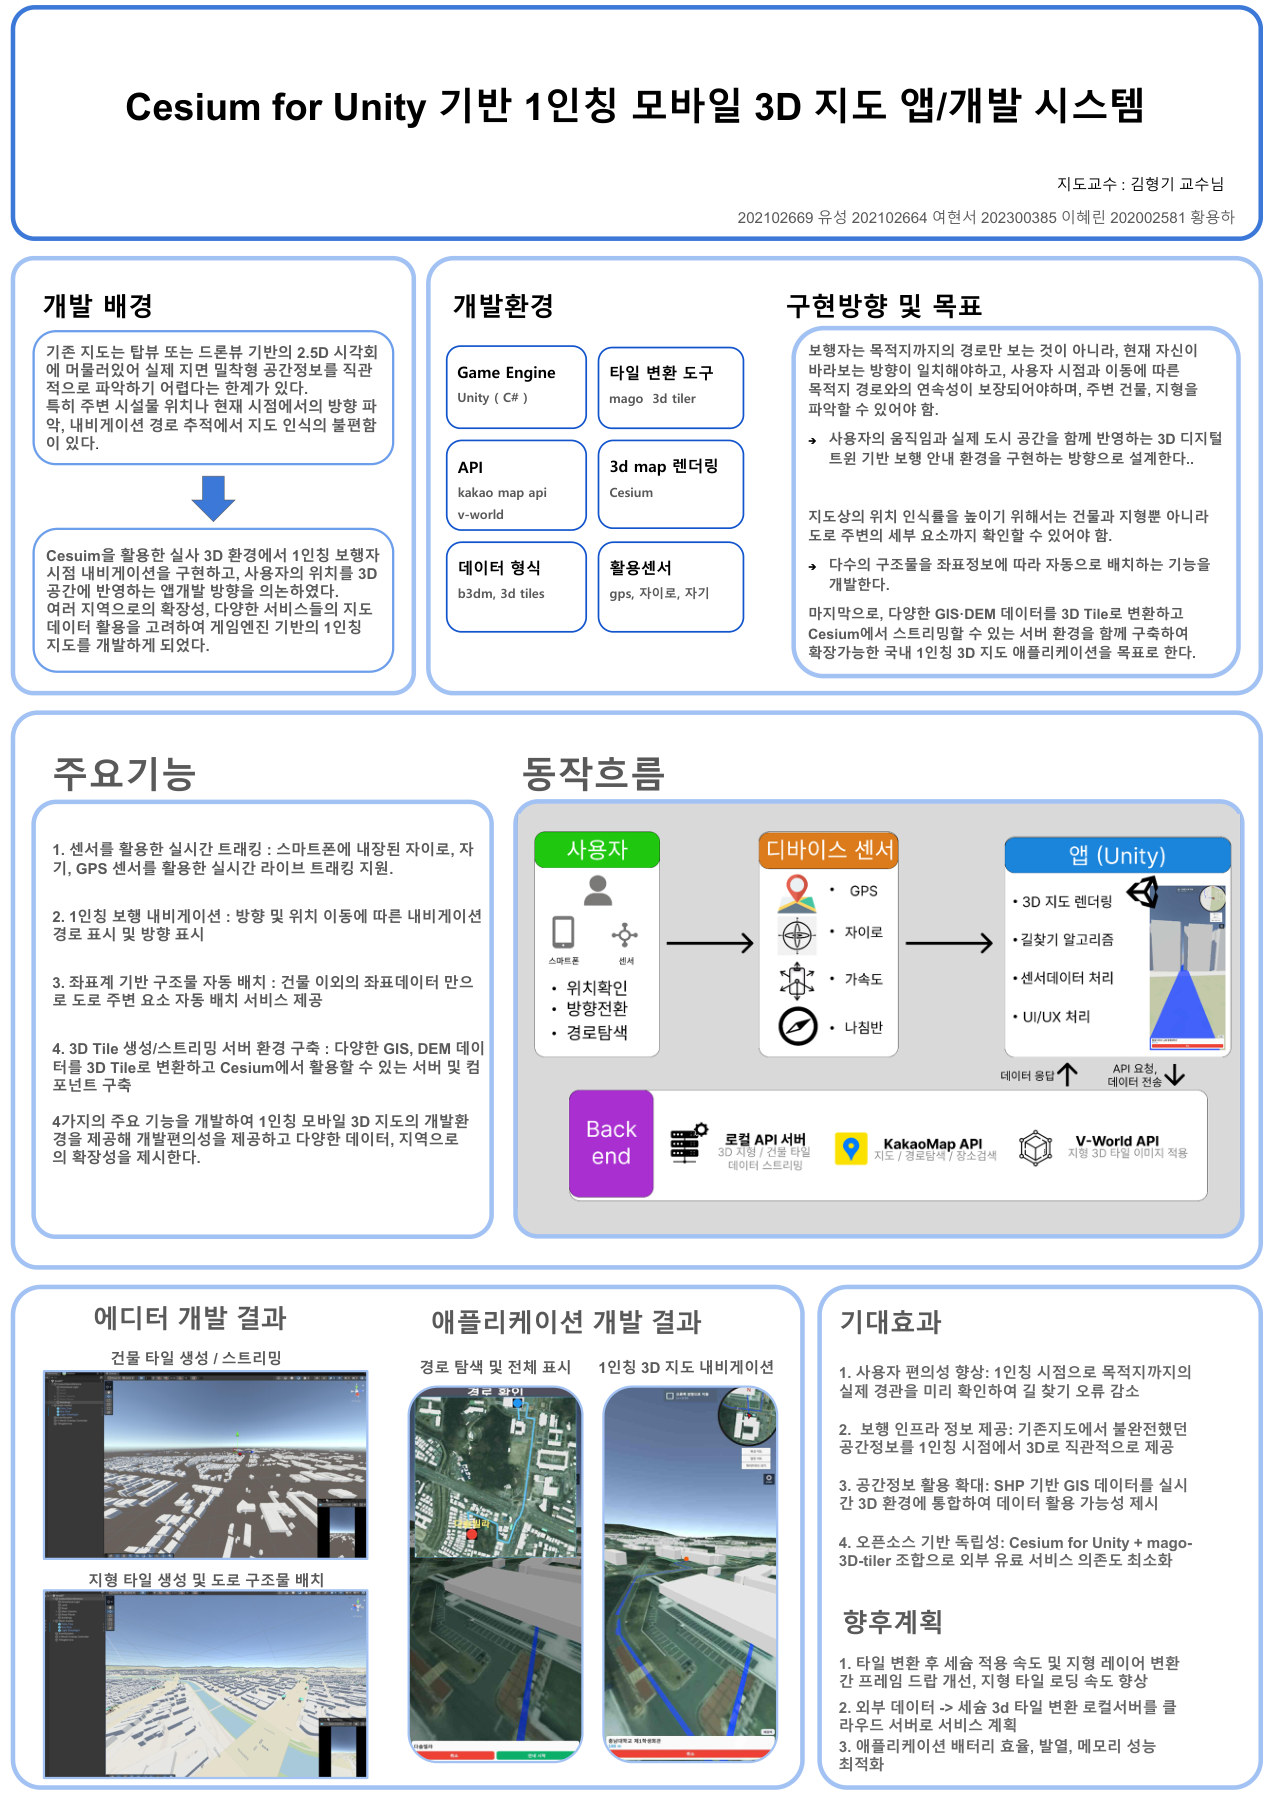 Cesium for Unity 기반 1인칭 모바일 3D 지도 앱/개발 시스템
지도교수 : 김형기 교수님
202102669 유성 202102664 여현서 202300385 이혜린 202002581 황용하
개발 배경
기존 지도는 탑뷰 또는 드론뷰 기반의 2.5D 시각회
에 머물러있어 실제 지면 밀착형 공간정보를 직관
적으로 파악하기 어렵다는 한계가 있다.
특히 주변 시설물 위치나 현재 시점에서의 방향 파
악, 내비게이션 경로 추적에서 지도 인식의 불편함
이 있다.
Cesuim을 활용한 실사 3D 환경에서 1인칭 보행자
시점 내비게이션을 구현하고, 사용자의 위치를 3D
공간에 반영하는 앱개발 방향을 의논하였다.
여러 지역으로의 확장성, 다양한 서비스들의 지도
데이터 활용을 고려하여 게임엔진 기반의 1인칭
지도를 개발하게 되었다.
개발환경
Game Engine
Unity ( C# )
타일 변환 도구
mago 3d tiler
API
kakao map api
v-world
3d map 렌더링
Cesium
데이터 형식
b3dm, 3d tiles
활용센서
gps, 자이로, 자기
구현방향 및 목표
보행자는 목적지까지의 경로만 보는 것이 아니라, 현재 자신이
바라보는 방향이 일치해야하고, 사용자 시점과 이동에 따른
목적지 경로와의 연속성이 보장되어야하며, 주변 건물, 지형을
파악할 수 있어야 함.
➔ 사용자의 움직임과 실제 도시 공간을 함께 반영하는 3D 디지털
트윈 기반 보행 안내 환경을 구현하는 방향으로 설계한다..
지도상의 위치 인식률을 높이기 위해서는 건물과 지형뿐 아니라
도로 주변의 세부 요소까지 확인할 수 있어야 함.
➔ 다수의 구조물을 좌표정보에 따라 자동으로 배치하는 기능을
개발한다.
마지막으로, 다양한 GIS·DEM 데이터를 3D Tile로 변환하고
Cesium에서 스트리밍할 수 있는 서버 환경을 함께 구축하여
확장가능한 국내 1인칭 3D 지도 애플리케이션을 목표로 한다.
주요기능
1. 센서를 활용한 실시간 트래킹 : 스마트폰에 내장된 자이로, 자
기, GPS 센서를 활용한 실시간 라이브 트래킹 지원.
2. 1인칭 보행 내비게이션 : 방향 및 위치 이동에 따른 내비게이션
경로 표시 및 방향 표시
3. 좌표계 기반 구조물 자동 배치 : 건물 이외의 좌표데이터 만으
로 도로 주변 요소 자동 배치 서비스 제공
4. 3D Tile 생성/스트리밍 서버 환경 구축 : 다양한 GIS, DEM 데이
터를 3D Tile로 변환하고 Cesium에서 활용할 수 있는 서버 및 컴
포넌트 구축
4가지의 주요 기능을 개발하여 1인칭 모바일 3D 지도의 개발환
경을 제공해 개발편의성을 제공하고 다양한 데이터, 지역으로
의 확장성을 제시한다.
동작흐름
사용자
스마트폰
센서
• 위치확인
• 방향전환
• 경로탐색
디바이스 센서
• GPS
• 자이로
• 가속도
• 나침반
앱 (Unity)
• 3D 지도 렌더링
• 길찾기 알고리즘
• 센서데이터 처리
• UI/UX 처리
데이터 응답
API 요청,
데이터 전송
Back
end
로컬 API 서버
3D 지형 / 건물 타일
데이터 스트리밍
KakaoMap API
지도 / 경로탐색 / 장소검색
V-World API
지형 3D 타일 이미지 적용
에디터 개발 결과
건물 타일 생성 / 스트리밍
지형 타일 생성 및 도로 구조물 배치
애플리케이션 개발 결과
경로 탐색 및 전체 표시
경로 확인
다솔빌라
취소
안내 시작
1인칭 3D 지도 내비게이션
충남대학교 제1학생회관
취소
기대효과
1. 사용자 편의성 향상: 1인칭 시점으로 목적지까지의
실제 경관을 미리 확인하여 길 찾기 오류 감소
2. 보행 인프라 정보 제공: 기존지도에서 불완전했던
공간정보를 1인칭 시점에서 3D로 직관적으로 제공
3. 공간정보 활용 확대: SHP 기반 GIS 데이터를 실시
간 3D 환경에 통합하여 데이터 활용 가능성 제시
4. 오픈소스 기반 독립성: Cesium for Unity + mago-
3D-tiler 조합으로 외부 유료 서비스 의존도 최소화
향후계획
1. 타일 변환 후 세슘 적용 속도 및 지형 레이어 변환
간 프레임 드랍 개선, 지형 타일 로딩 속도 향상
2. 외부 데이터 -> 세슘 3d 타일 변환 로컬서버를 클
라우드 서버로 서비스 계획
3. 애플리케이션 배터리 효율, 발열, 메모리 성능
최적화